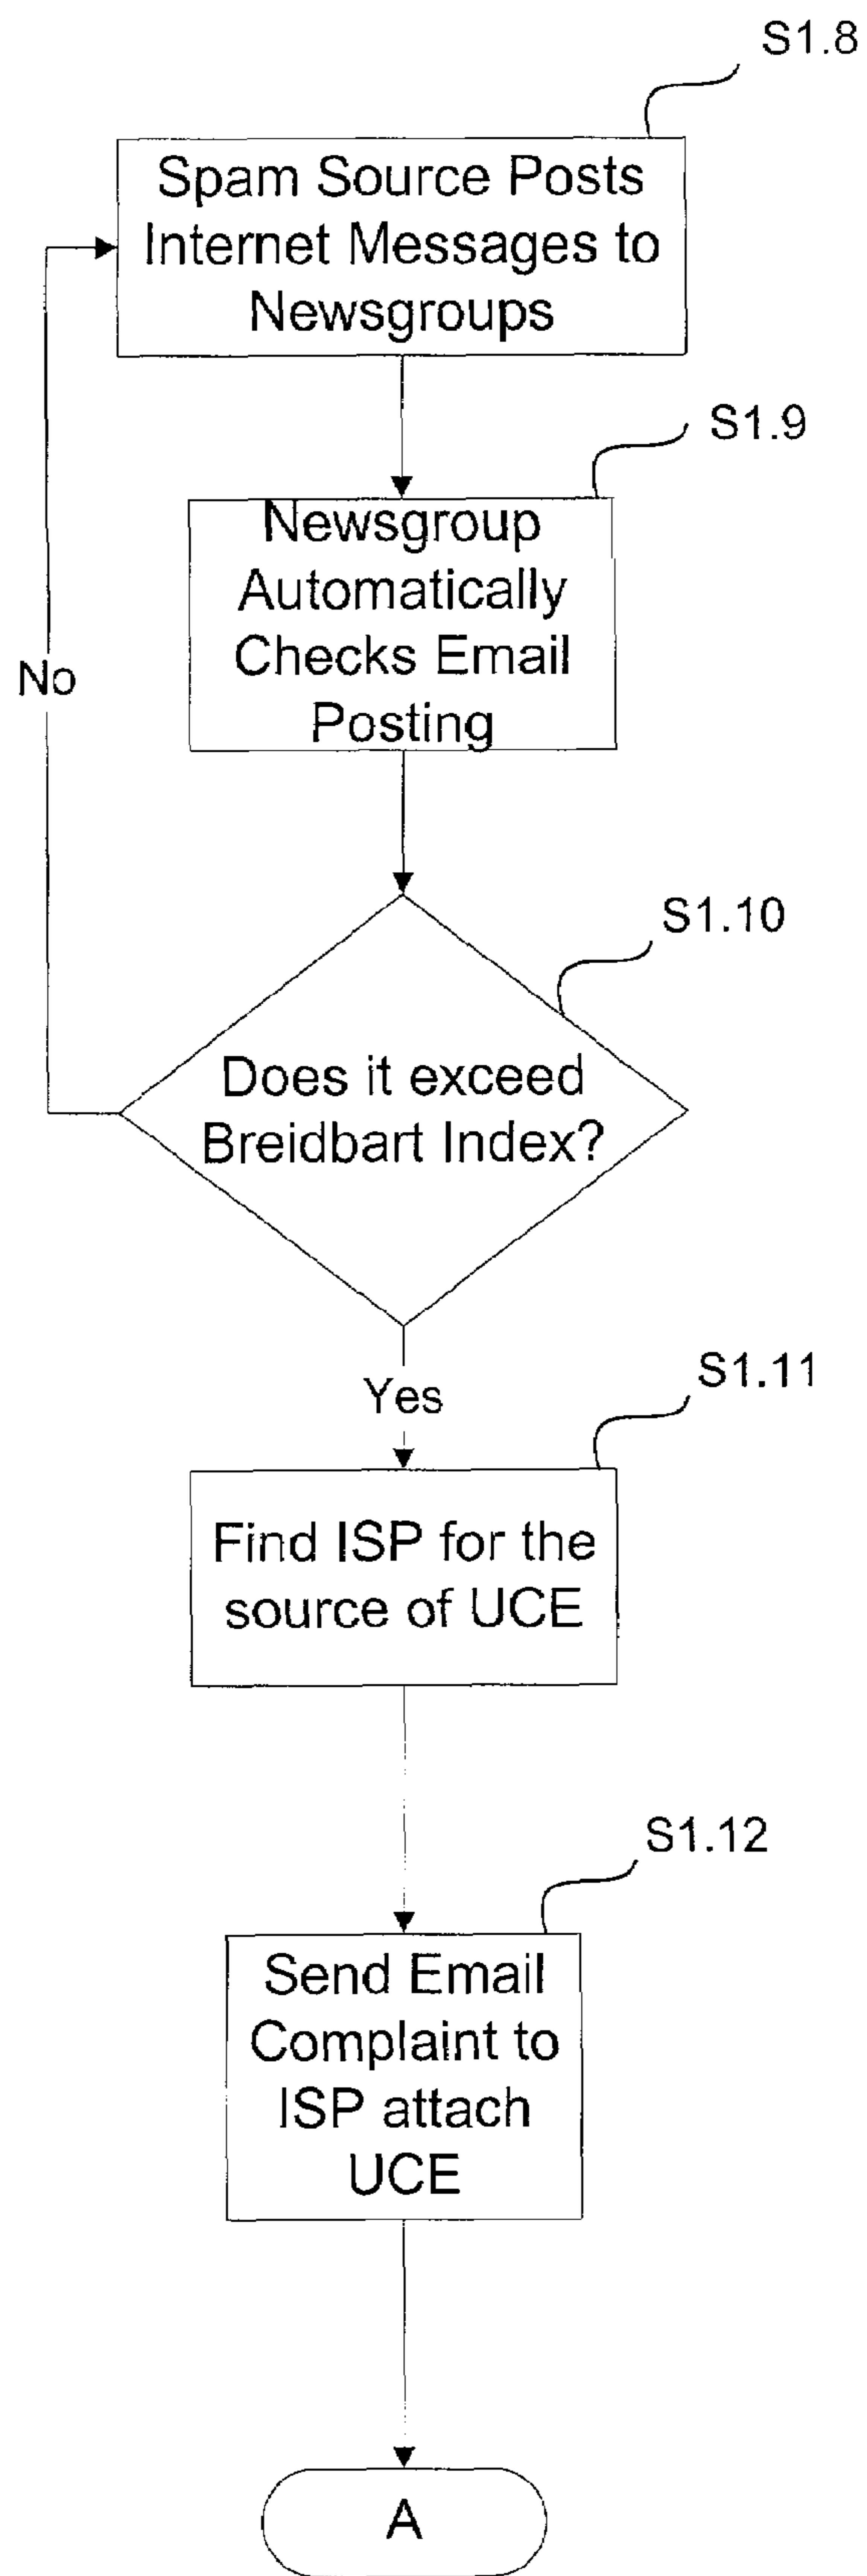 S1.8
Spam Source Posts
Internet Messages to
Newsgroups
S1.9
Newsgroup
Automatically
Checks Email
Posting
No
S1.10
Does it exceed
Breidbart Index?
Yes
S1.11
Find ISP for the
source of UCE
S1.12
Send Email
Complaint to
ISP attach
UCE
A